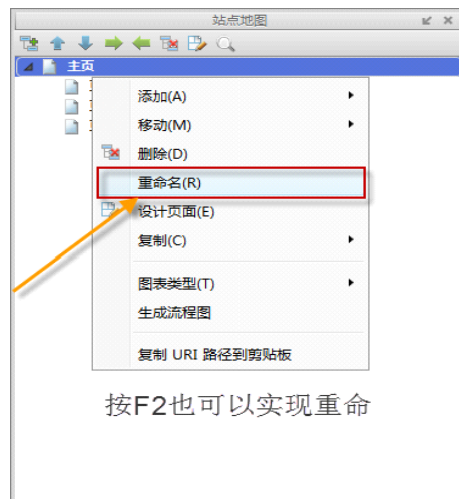 站点地图
主页
添加(A)
移动(M)
删除(D)
重命名(R)
设计页面(E)
复制(C)
图表类型(T)
生成流程图
复制 URI 路径到剪贴板
按F2也可以实现重命